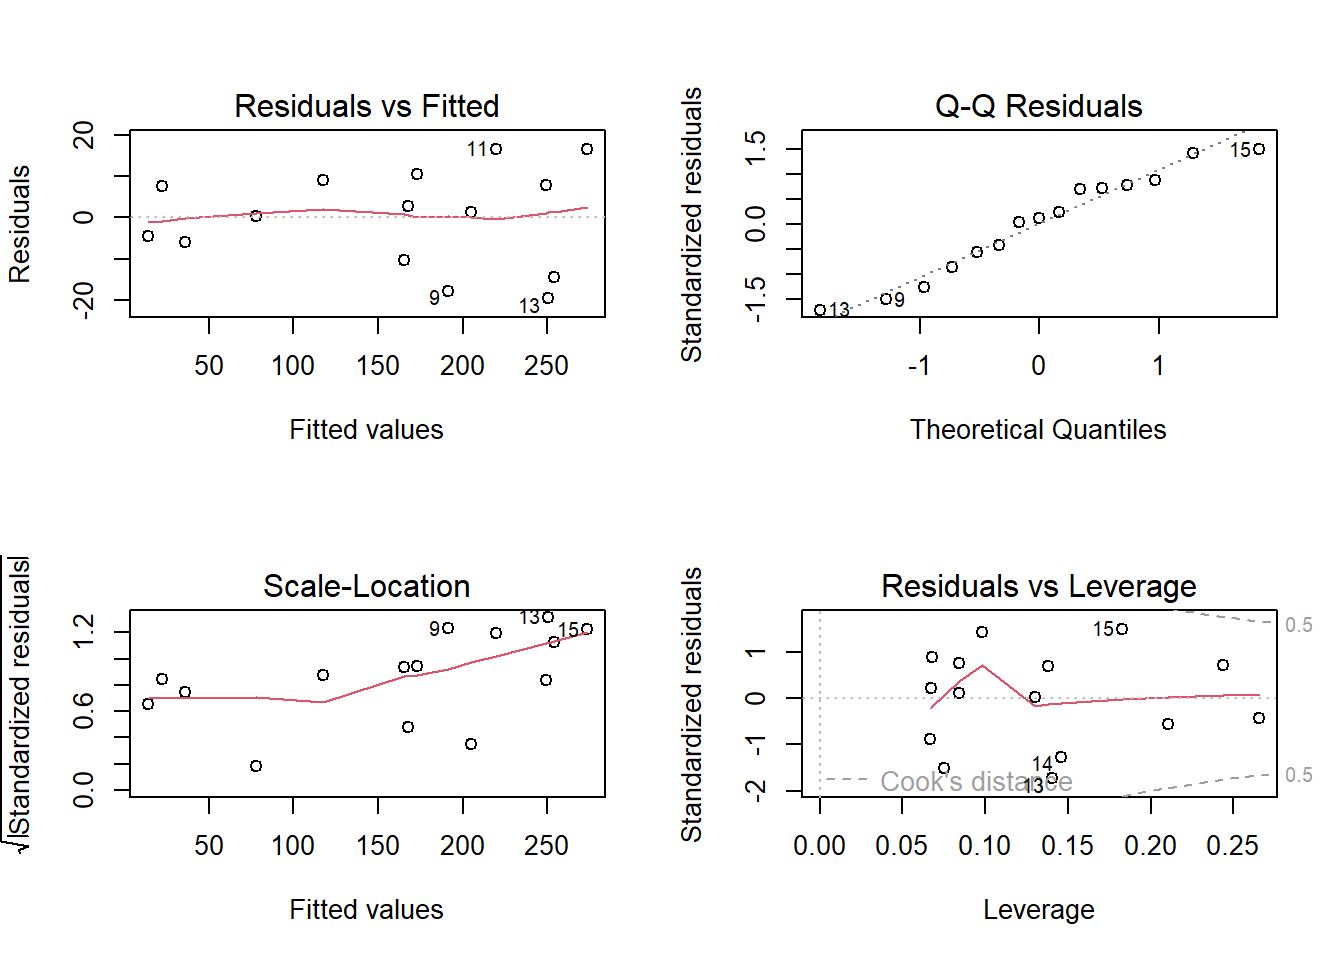 Residuals vs Fitted
Residuals
20
0
-20
11
9
13
50 100 150 200 250
Fitted values
Q-Q Residuals
Standardized residuals
1.5
0.0
-1.5
13
9
15
-1 0 1
Theoretical Quantiles
Scale-Location
√|Standardized residuals|
1.2
0.6
0.0
9
13
15
50 100 150 200 250
Fitted values
Residuals vs Leverage
Standardized residuals
1
0
-1
-2
15
0.5
14
13
0.5
Cook's distance
0.00 0.05 0.10 0.15 0.20 0.25
Leverage